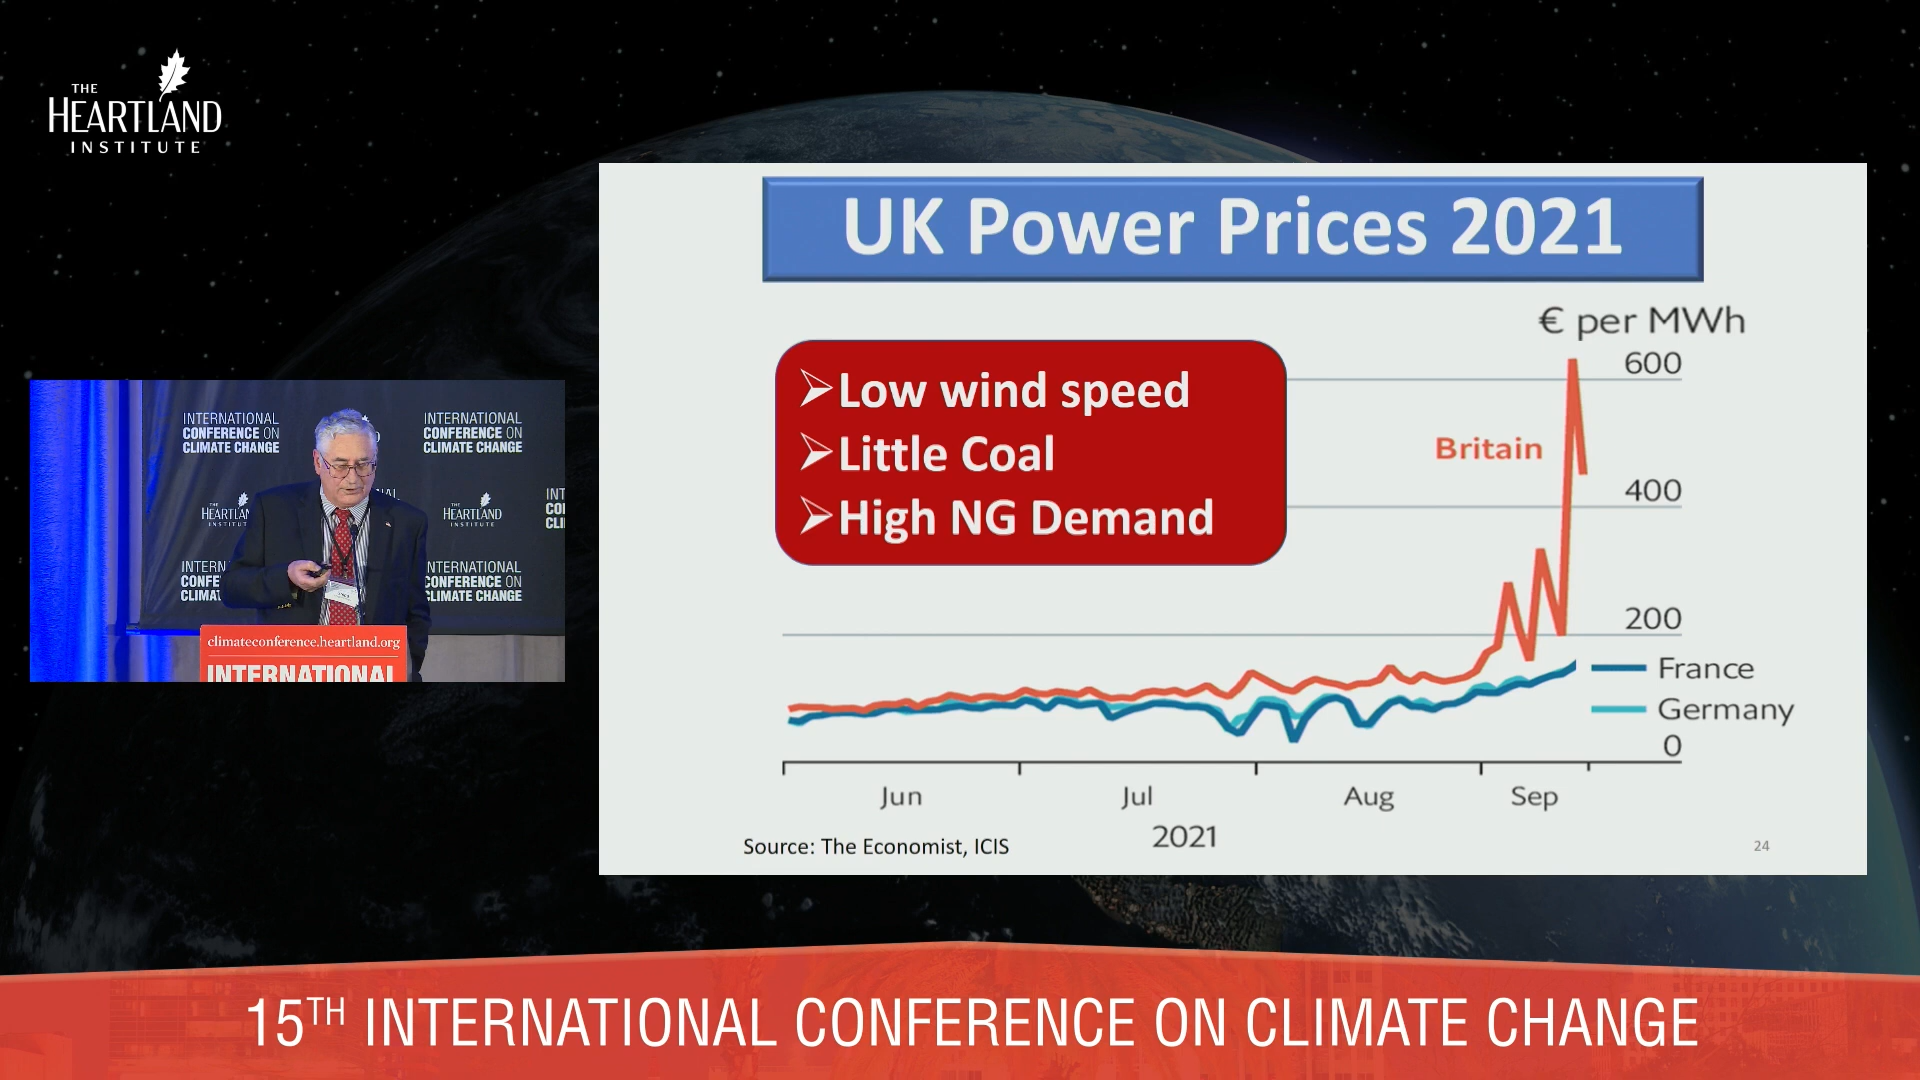 THE
HEARTLAND
INSTITUTE
UK Power Prices 2021
€ per MWh
➢Low wind speed
➢Little Coal
➢High NG Demand
600
Britain
400
200
France
Germany
0
Jun
Jul
Aug
Sep
2021
Source: The Economist, ICIS
24
INTERNATIONAL
CONFERENCE ON
CLIMATE CHANGE
INTERNATIONAL
CONFERENCE ON
CLIMATE CHANGE
HEARTLAND
INSTITUTE
INTERNATIONAL
CONFERENCE ON
CLIMATE CHANGE
climateconference.heartland.org
INTERNATIONAL
15TH INTERNATIONAL CONFERENCE ON CLIMATE CHANGE